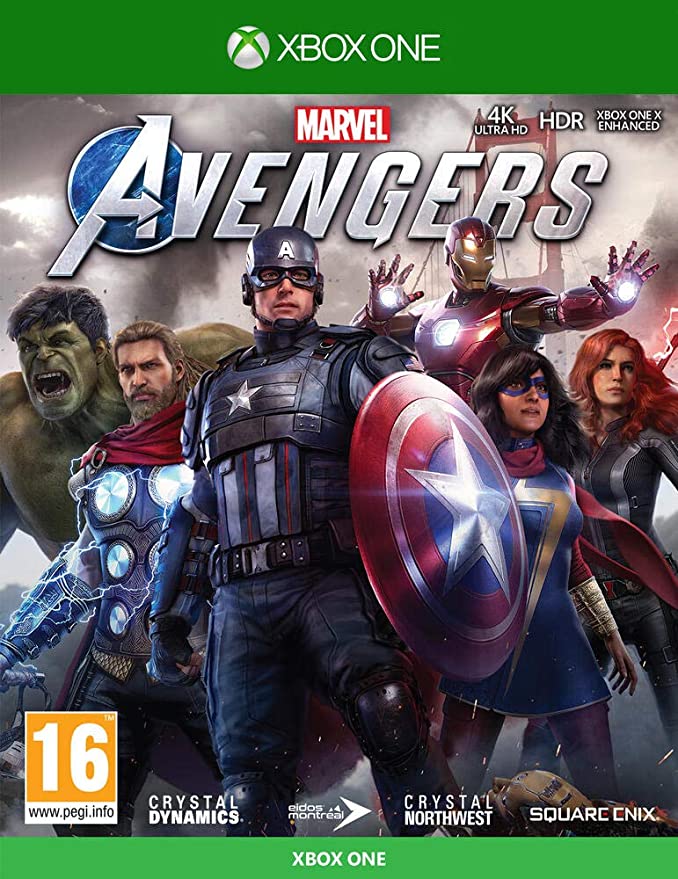 XBOX ONE
MARVEL
AVENGERS
4K
ULTRA HD
HDR
XBOX ONE X
ENHANCED
A
16
TM
www.pegi.info
CRYSTAL
DYNAMICS®
eidos
montréal
CRYSTAL
NORTHWEST
SQUARE ENIX®
XBOX ONE